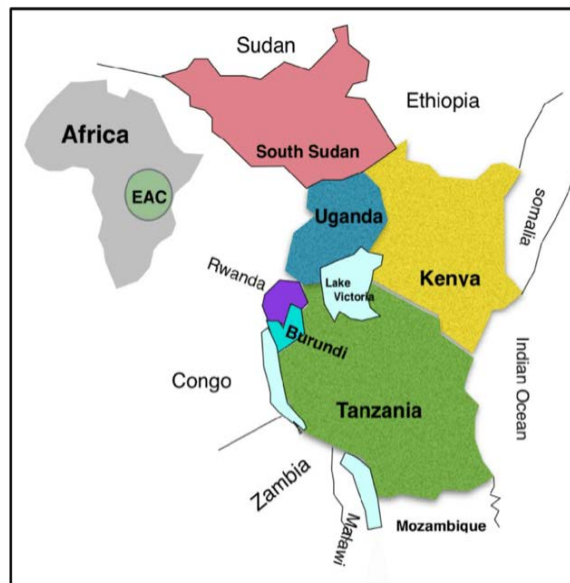 Sudan
Ethiopia
Africa
South Sudan
EAC
somalia
Uganda
Rwanda
Lake
Victoria
Kenya
Burundi
Indian Ocean
Congo
Tanzania
Zambia
Malawi
Mozambique